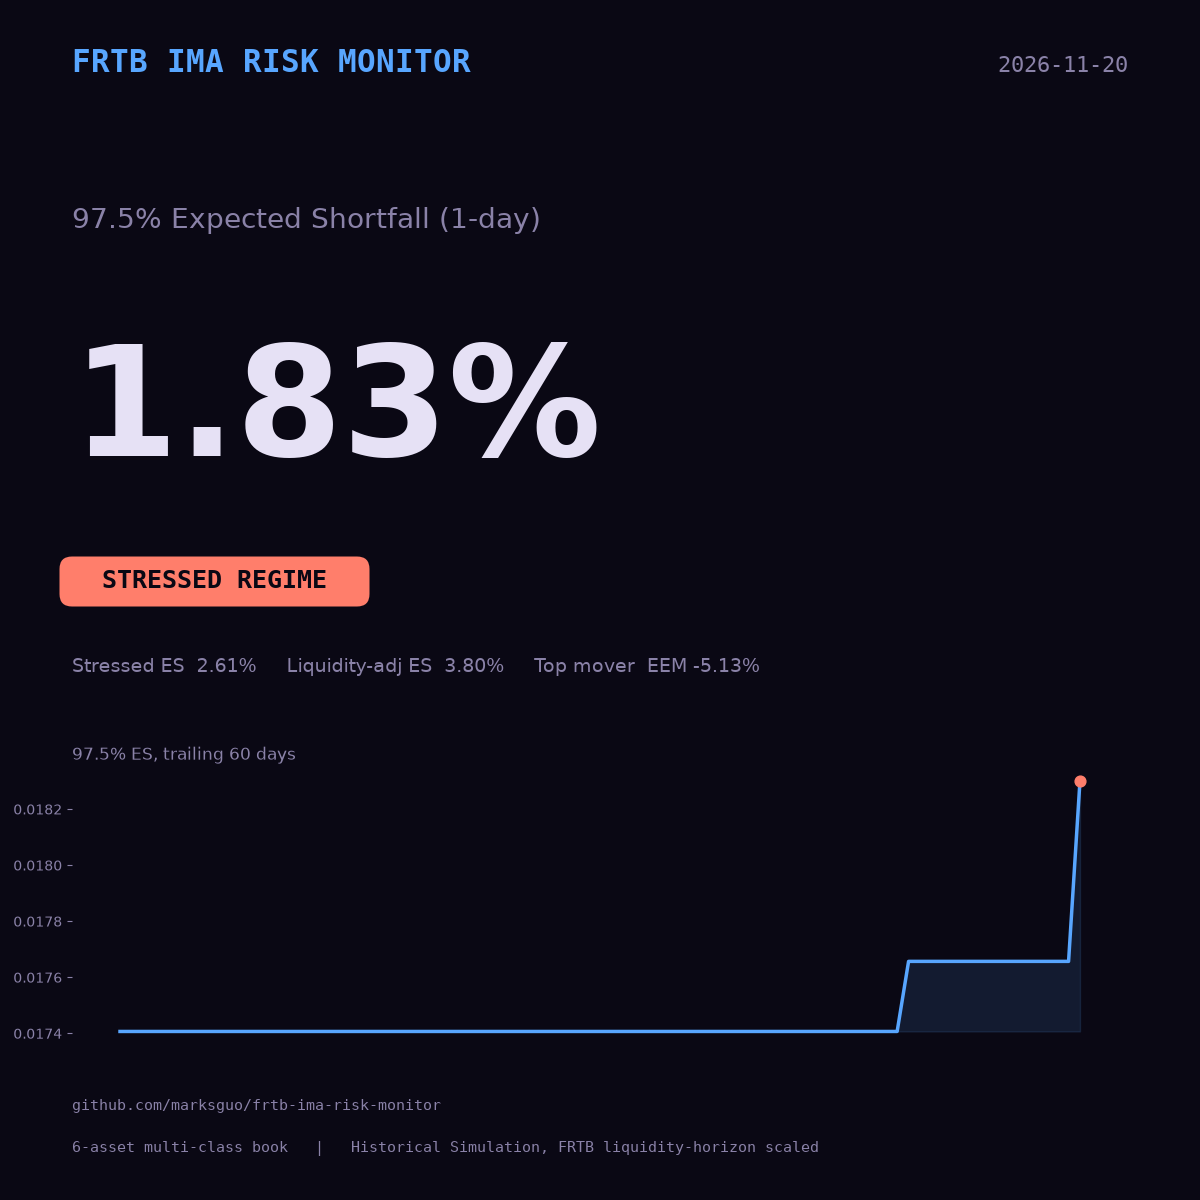 FRTB IMA RISK MONITOR
2026-11-20
97.5% Expected Shortfall (1-day)
1.83%
STRESSED REGIME
Stressed ES 2.61% Liquidity-adj ES 3.80% Top mover EEM -5.13%
97.5% ES, trailing 60 days
0.0182
0.0180
0.0178
0.0176
0.0174
github.com/marksguo/frtb-ima-risk-monitor
6-asset multi-class book | Historical Simulation, FRTB liquidity-horizon scaled